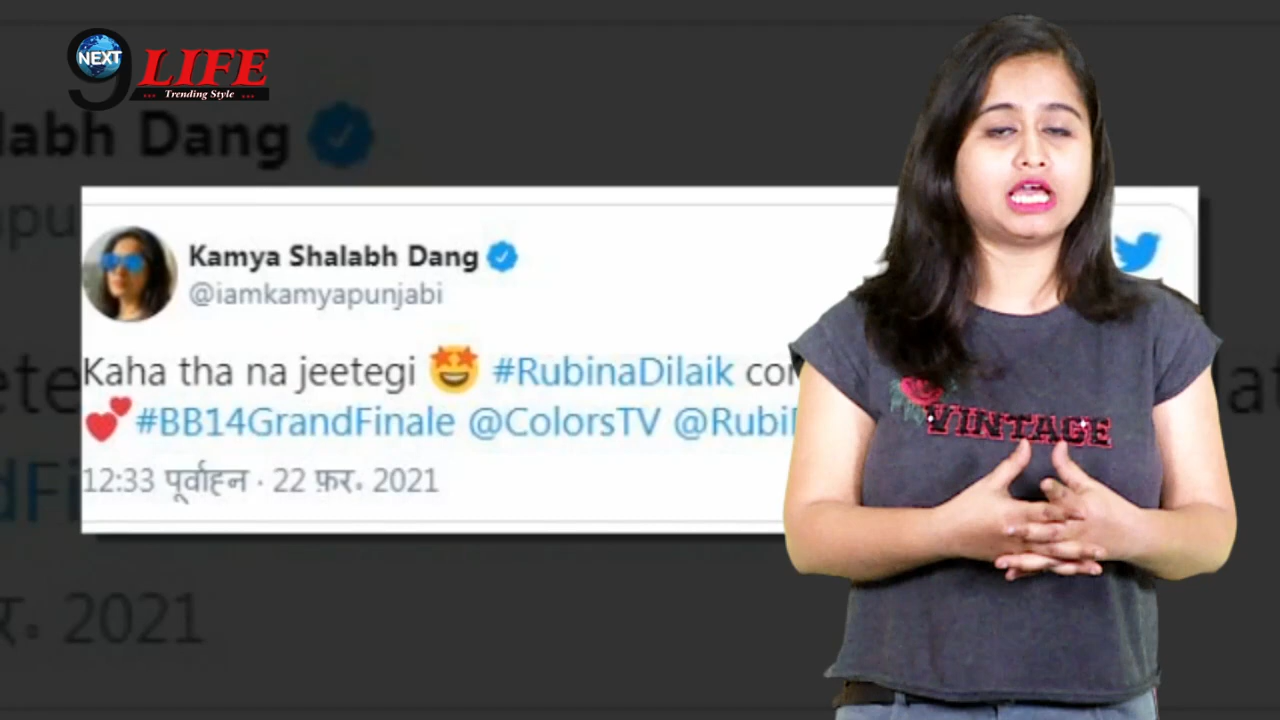 9 NEXT LIFE
Trending Style
labh Dang
Kamya Shalabh Dang
@iamkamyapunjabi
Kaha tha na jeetegi 🤩 #RubinaDilaik
💕#BB14GrandFinale @ColorsTV
12:33 पूर्वाह्न · 22 फ़र॰ 2021
VINTAGE
2021